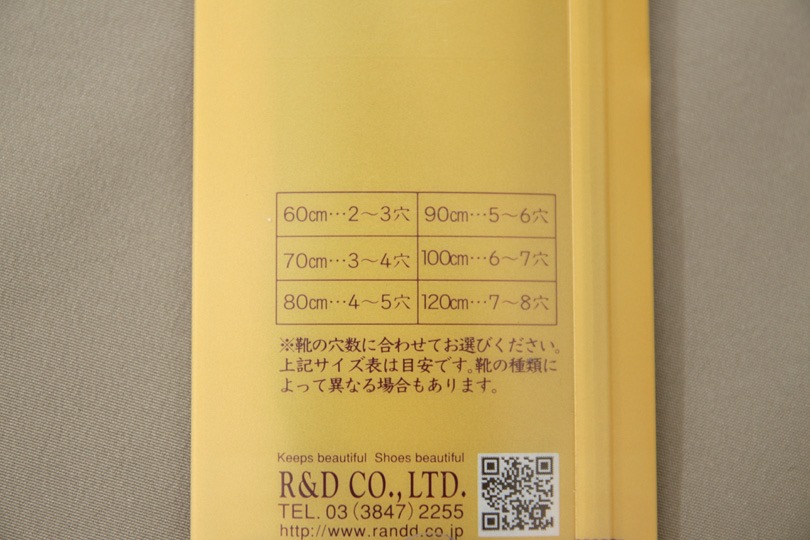 60cm…2～3穴 90cm…5～6穴
70cm…3～4穴 100cm…6～7穴
80cm…4～5穴 120cm…7～8穴
※靴の穴数に合わせてお選びください。
上記サイズ表は目安です。靴の種類に
よって異なる場合もあります。
Keeps beautiful Shoes beautiful
R&D CO.,LTD.
TEL. 03(3847)2255
http://www.randd.co.jp